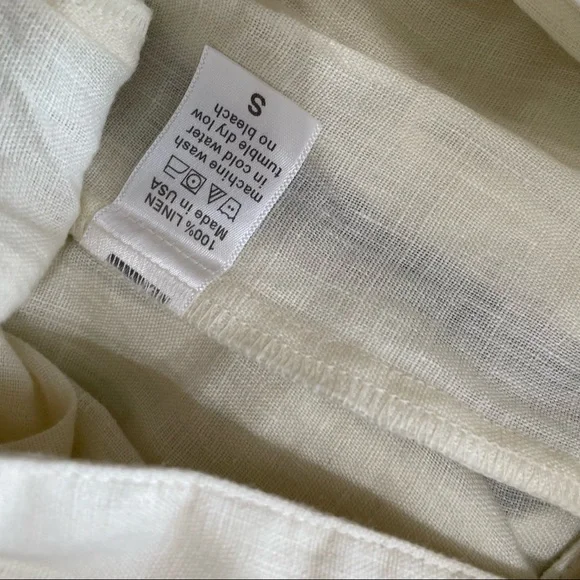 100% LINEN
Made in USA
machine wash
in cold water
tumble dry low
no bleach
S